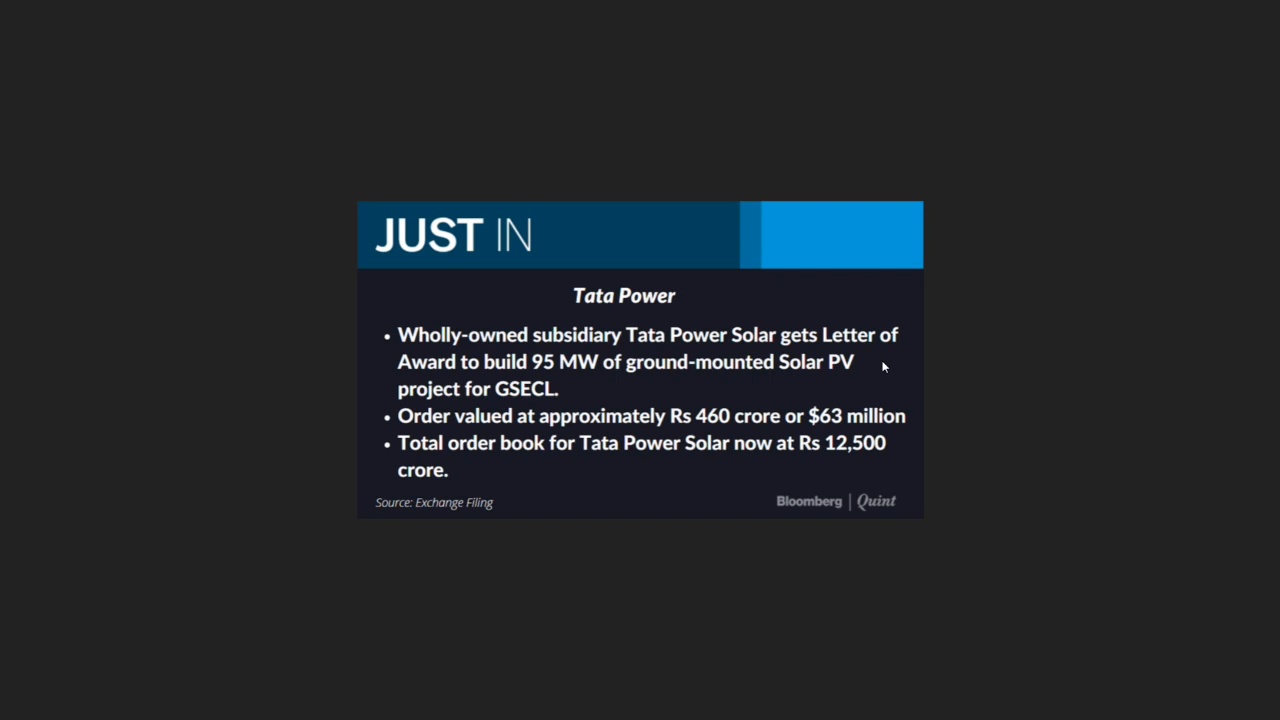 JUST IN
Tata Power
• Wholly-owned subsidiary Tata Power Solar gets Letter of
Award to build 95 MW of ground-mounted Solar PV
project for GSECL.
• Order valued at approximately Rs 460 crore or $63 million
• Total order book for Tata Power Solar now at Rs 12,500
crore.
Source: Exchange Filing
Bloomberg | Quint